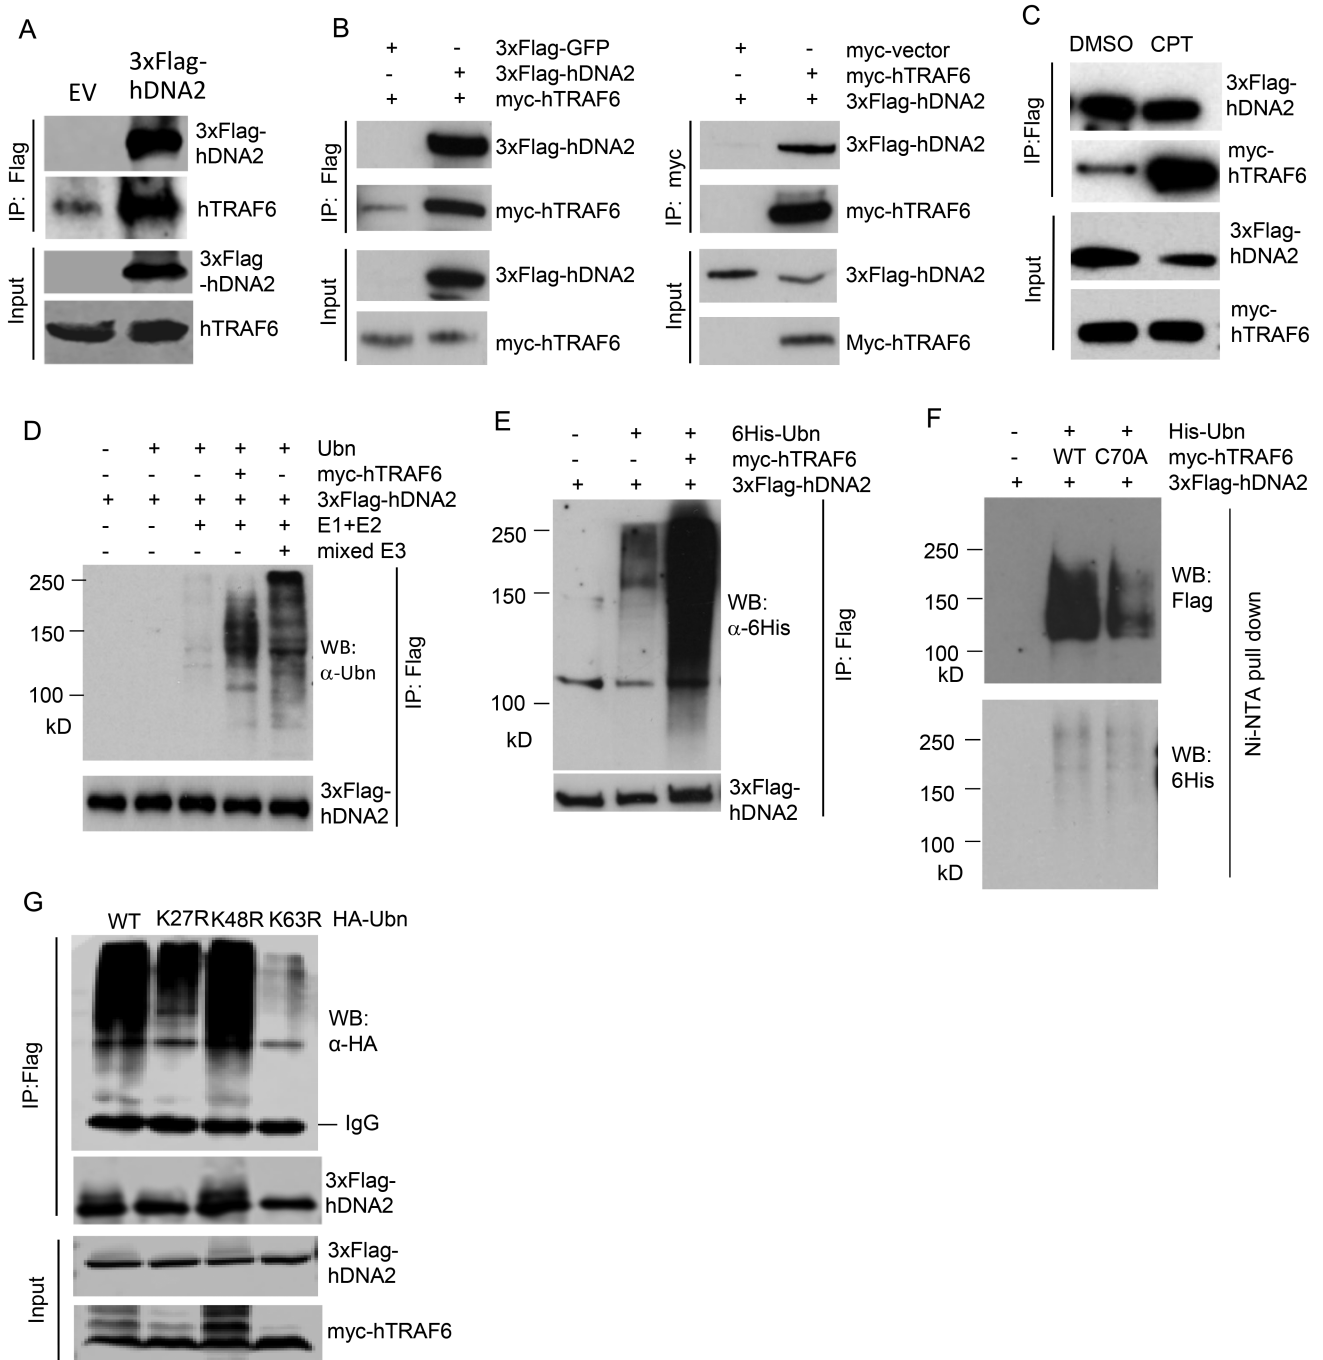 A
EV
3xFlag-
hDNA2
IP: Flag
3xFlag-
hDNA2
hTRAF6
Input
3xFlag
-hDNA2
hTRAF6
B
+ - 3xFlag-GFP
- + 3xFlag-hDNA2
+ + myc-hTRAF6
IP: Flag
3xFlag-hDNA2
myc-hTRAF6
Input
3xFlag-hDNA2
myc-hTRAF6
+ - myc-vector
- + myc-hTRAF6
+ + 3xFlag-hDNA2
IP: myc
3xFlag-hDNA2
myc-hTRAF6
Input
3xFlag-hDNA2
Myc-hTRAF6
C
DMSO CPT
IP:Flag
3xFlag-
hDNA2
myc-
hTRAF6
Input
3xFlag-
hDNA2
myc-
hTRAF6
D
- + + + + Ubn
- - - + - myc-hTRAF6
+ + + + + 3xFlag-hDNA2
- - + + + E1+E2
- - - - + mixed E3
250
150
100
kD
WB:
α-Ubn
3xFlag-
hDNA2
IP: Flag
E
- + + 6His-Ubn
- - + myc-hTRAF6
+ + + 3xFlag-hDNA2
250
150
100
kD
WB:
α-6His
3xFlag-
hDNA2
IP: Flag
F
- + + His-Ubn
- WT C70A myc-hTRAF6
+ + + 3xFlag-hDNA2
250
150
100
kD
WB:
Flag
250
150
100
kD
WB:
6His
Ni-NTA pull down
G
WT K27R K48R K63R HA-Ubn
IP:Flag
WB:
α-HA
IgG
3xFlag-
hDNA2
Input
3xFlag-
hDNA2
myc-hTRAF6